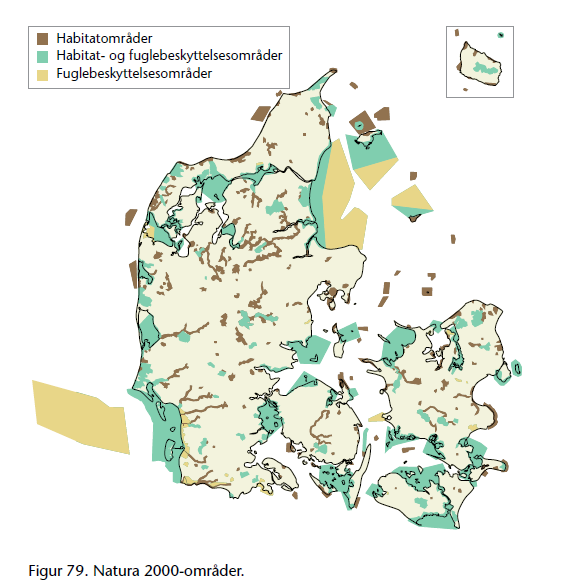 Habitatområder
Habitat- og fuglebeskyttelsesområder
Fuglebeskyttelsesområder
Figur 79. Natura 2000-områder.